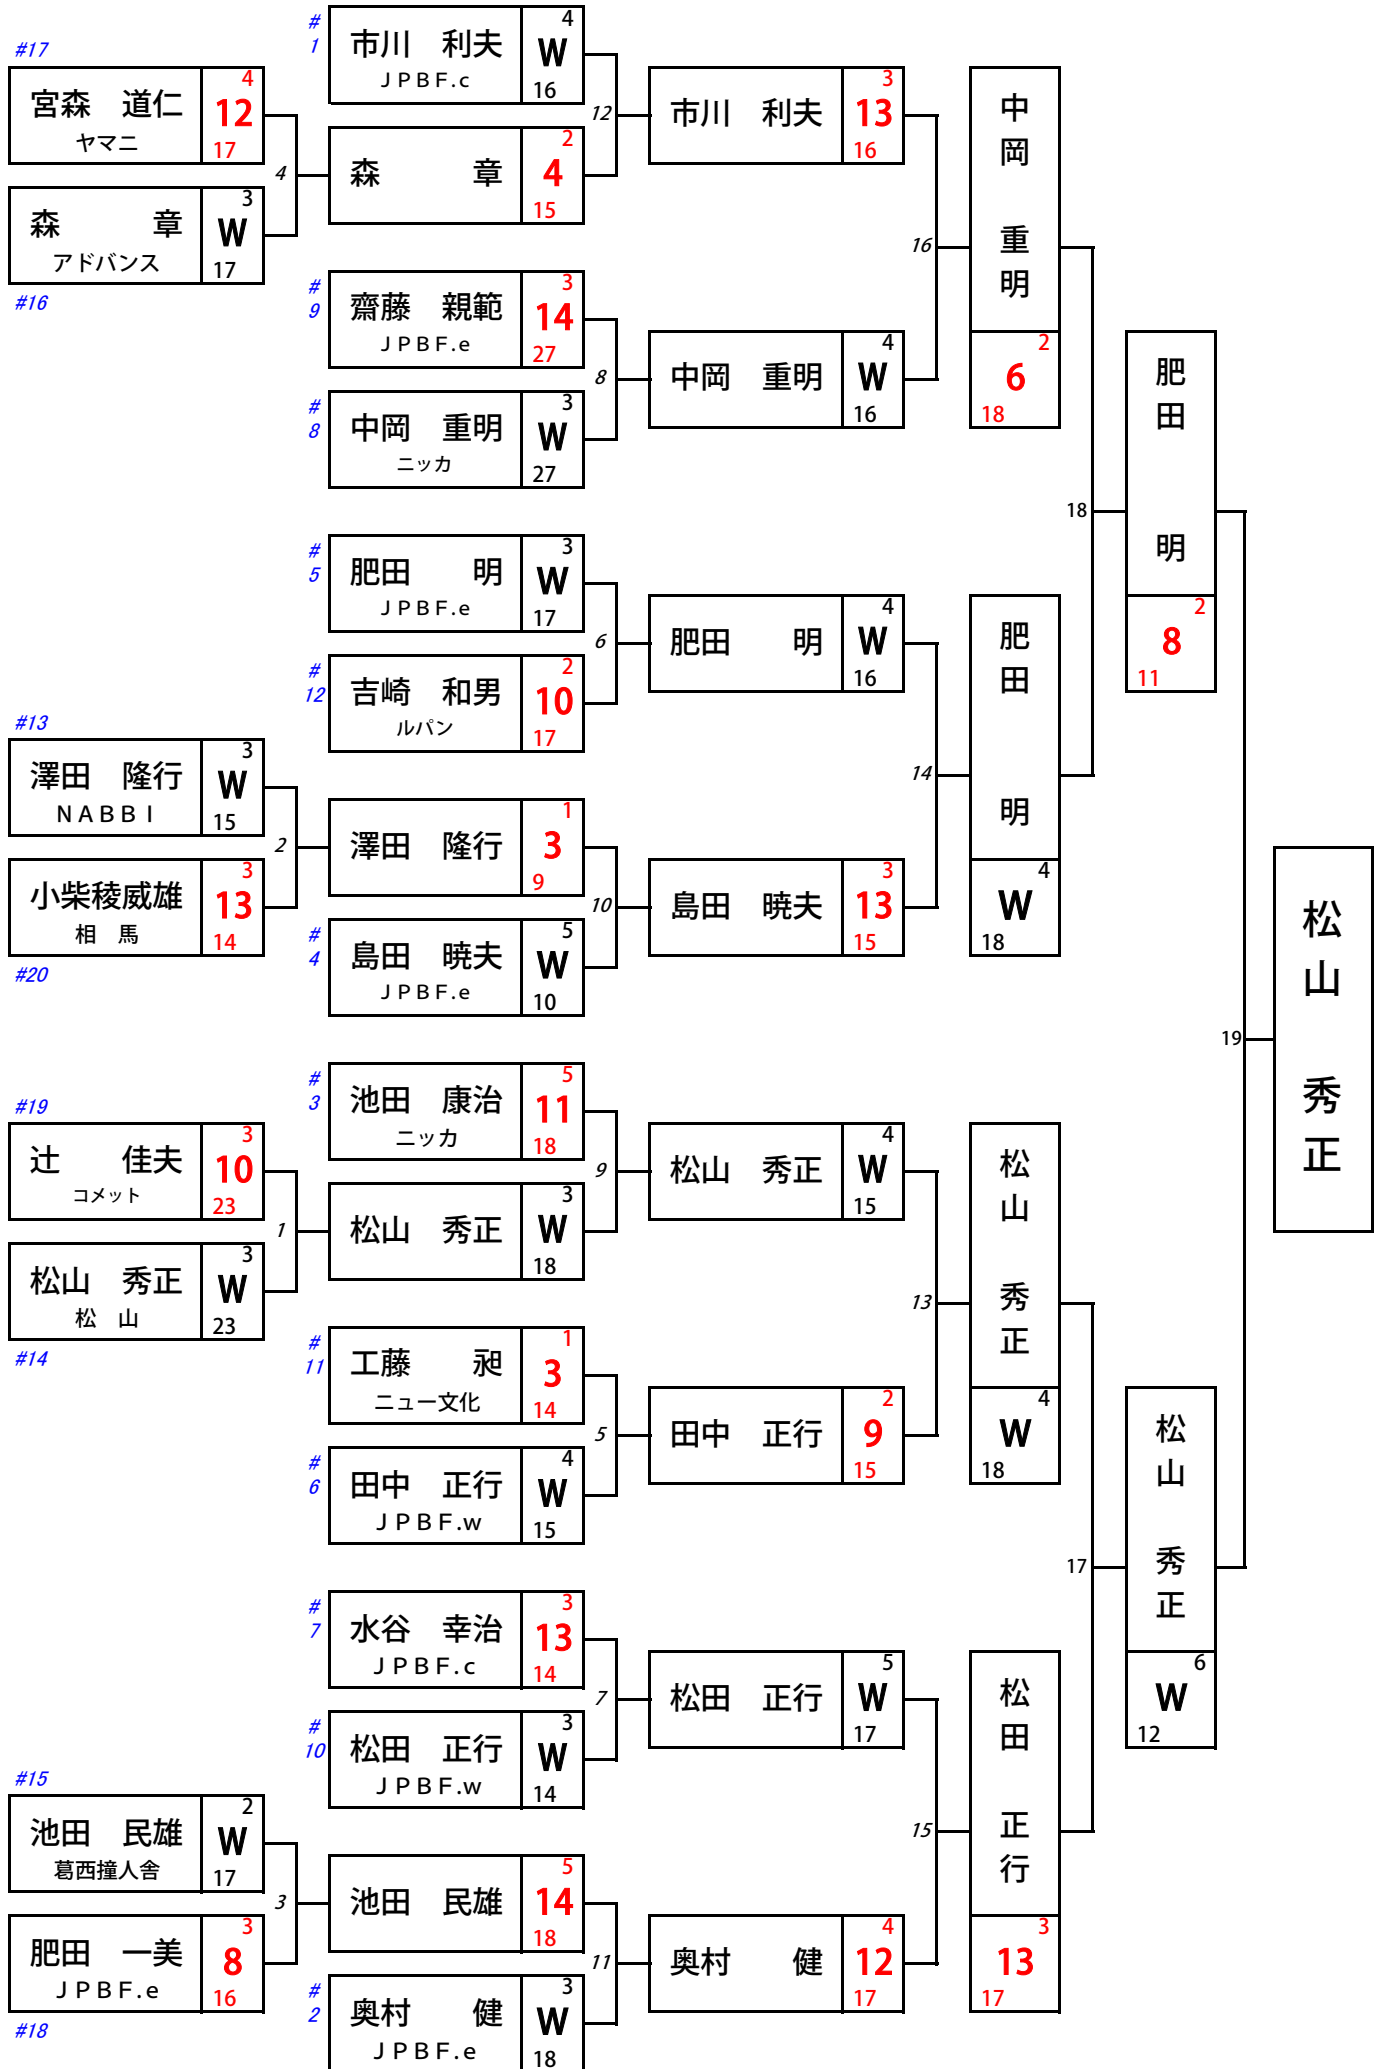 #17
宮森　道仁
ヤマニ
4
12
17
4
森　　　章
アドバンス
3
W
17
#16
#13
澤田　隆行
ＮＡＢＢＩ
3
W
15
2
小柴稜威雄
相　馬
3
13
14
#20
#19
辻　　佳夫
コメット
3
10
23
1
松山　秀正
松　山
3
W
23
#14
#15
池田　民雄
葛西撞人舎
2
W
17
3
肥田　一美
ＪＰＢＦ.e
3
8
16
#18
#
1
市川　利夫
ＪＰＢＦ.c
4
W
16
12
森　　　章
2
4
15
#
9
齋藤　親範
ＪＰＢＦ.e
3
14
27
8
#
8
中岡　重明
ニッカ
3
W
27
#
5
肥田　　明
ＪＰＢＦ.e
3
W
17
6
#
12
吉崎　和男
ルパン
2
10
17
澤田　隆行
1
3
9
10
#
4
島田　暁夫
ＪＰＢＦ.e
5
W
10
#
3
池田　康治
ニッカ
5
11
18
9
松山　秀正
3
W
18
#
11
工藤　　昶
ニュー文化
1
3
14
5
#
6
田中　正行
ＪＰＢＦ.w
4
W
15
#
7
水谷　幸治
ＪＰＢＦ.c
3
13
14
7
#
10
松田　正行
ＪＰＢＦ.w
3
W
14
池田　民雄
5
14
18
11
#
2
奥村　　健
ＪＰＢＦ.e
3
W
18
市川　利夫
3
13
16
16
中岡　重明
4
W
16
肥田　　明
4
W
16
14
島田　暁夫
3
13
15
松山　秀正
4
W
15
13
田中　正行
2
9
15
松田　正行
5
W
17
15
奥村　　健
4
12
17
中岡　重明
2
6
18
18
肥田　　明
4
W
18
松山　秀正
4
W
18
17
松田　正行
3
13
17
肥田　　明
2
8
11
19
松山　秀正
6
W
12
松山　秀正